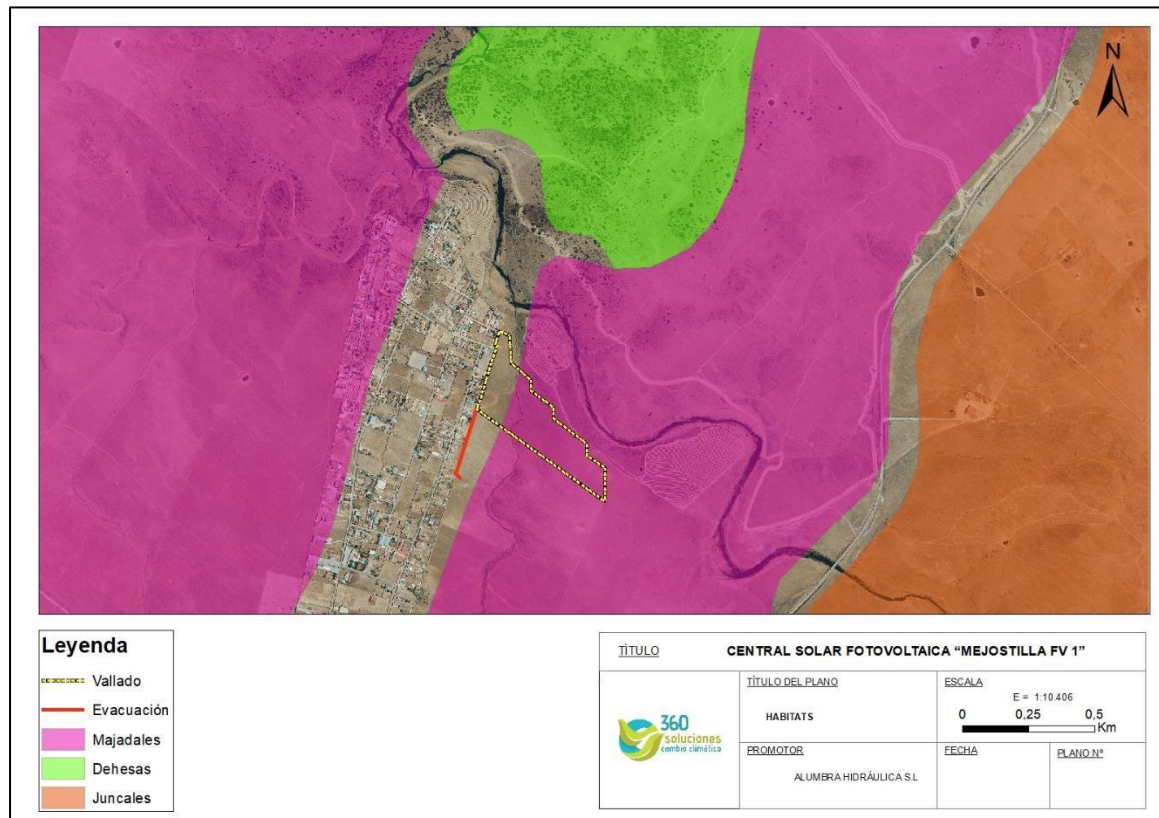 N
Leyenda
Vallado
Evacuación
Majadales
Dehesas
Juncales
TÍTULO
CENTRAL SOLAR FOTOVOLTAICA “MEJOSTILLA FV 1”
360
soluciones
cambio climático
TÍTULO DEL PLANO
HABITATS
ESCALA
E = 1:10.406
0 0,25 0,5
Km
PROMOTOR
ALUMBRA HIDRÀULICA S.L
FECHA
PLANO Nº